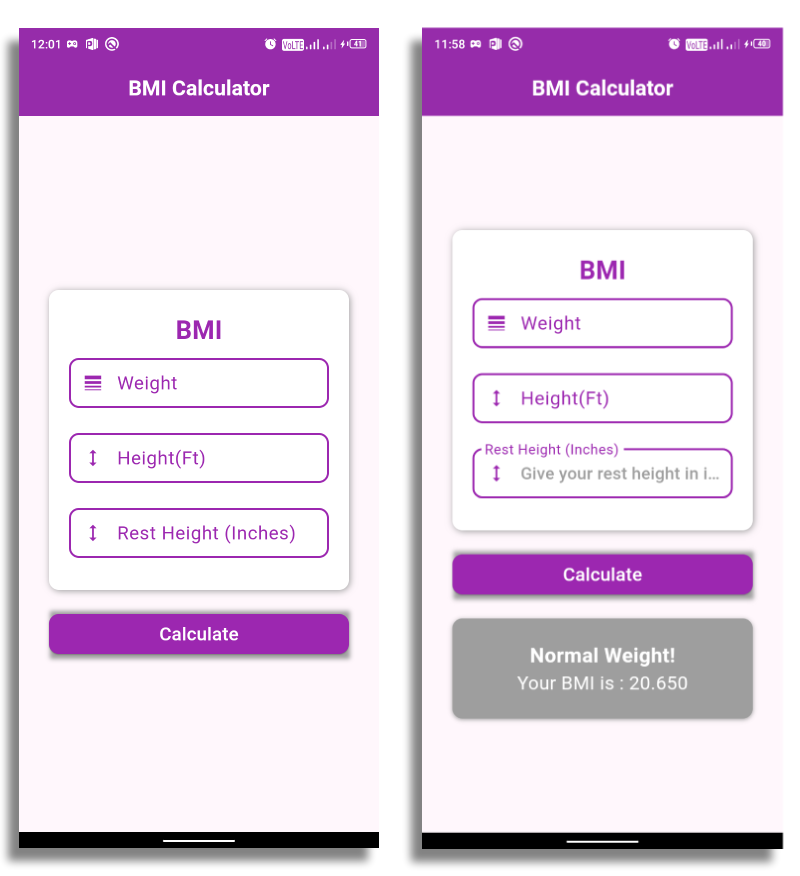 12:01 VoLTE 41
BMI Calculator
BMI
Weight
Height(Ft)
Rest Height (Inches)
Calculate
11:58 VoLTE 40
BMI Calculator
BMI
Weight
Height(Ft)
Rest Height (Inches)
Give your rest height in i...
Calculate
Normal Weight!
Your BMI is : 20.650